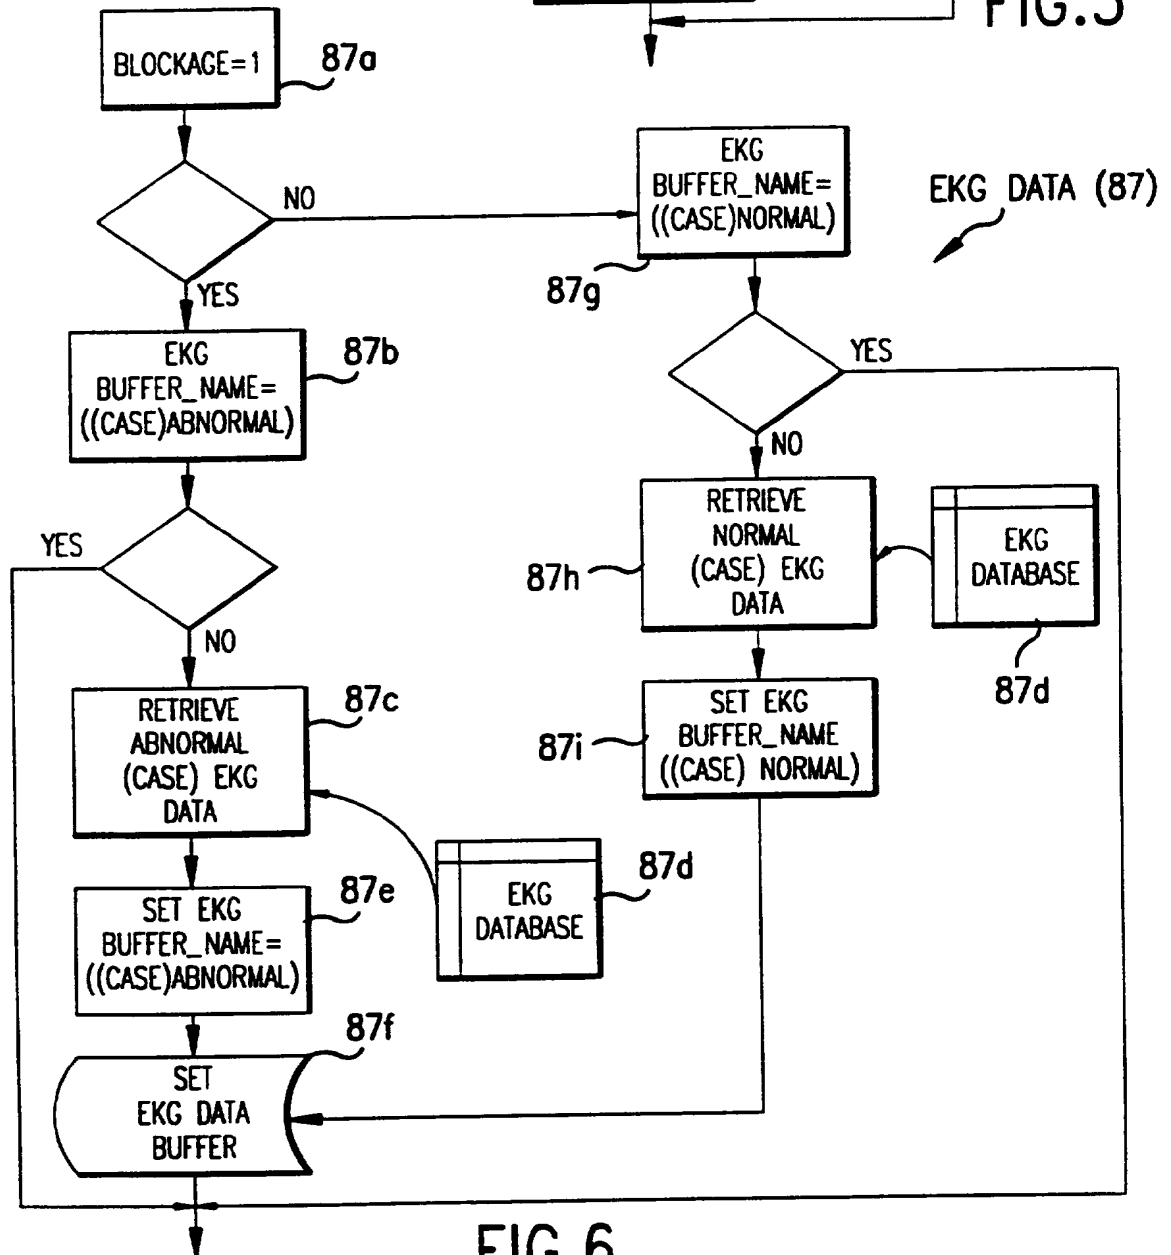 FIG.5
BLOCKAGE=1
87a
NO
YES
EKG
BUFFER_NAME=
((CASE)ABNORMAL)
87b
YES
NO
RETRIEVE
ABNORMAL
(CASE) EKG
DATA
87c
EKG
DATABASE
87d
SET EKG
BUFFER_NAME=
((CASE)ABNORMAL)
87e
SET
EKG DATA
BUFFER
87f
EKG
BUFFER_NAME=
((CASE)NORMAL)
87g
EKG DATA (87)
YES
NO
RETRIEVE
NORMAL
(CASE) EKG
DATA
87h
EKG
DATABASE
87d
SET EKG
BUFFER_NAME
((CASE) NORMAL)
87i
FIG.6